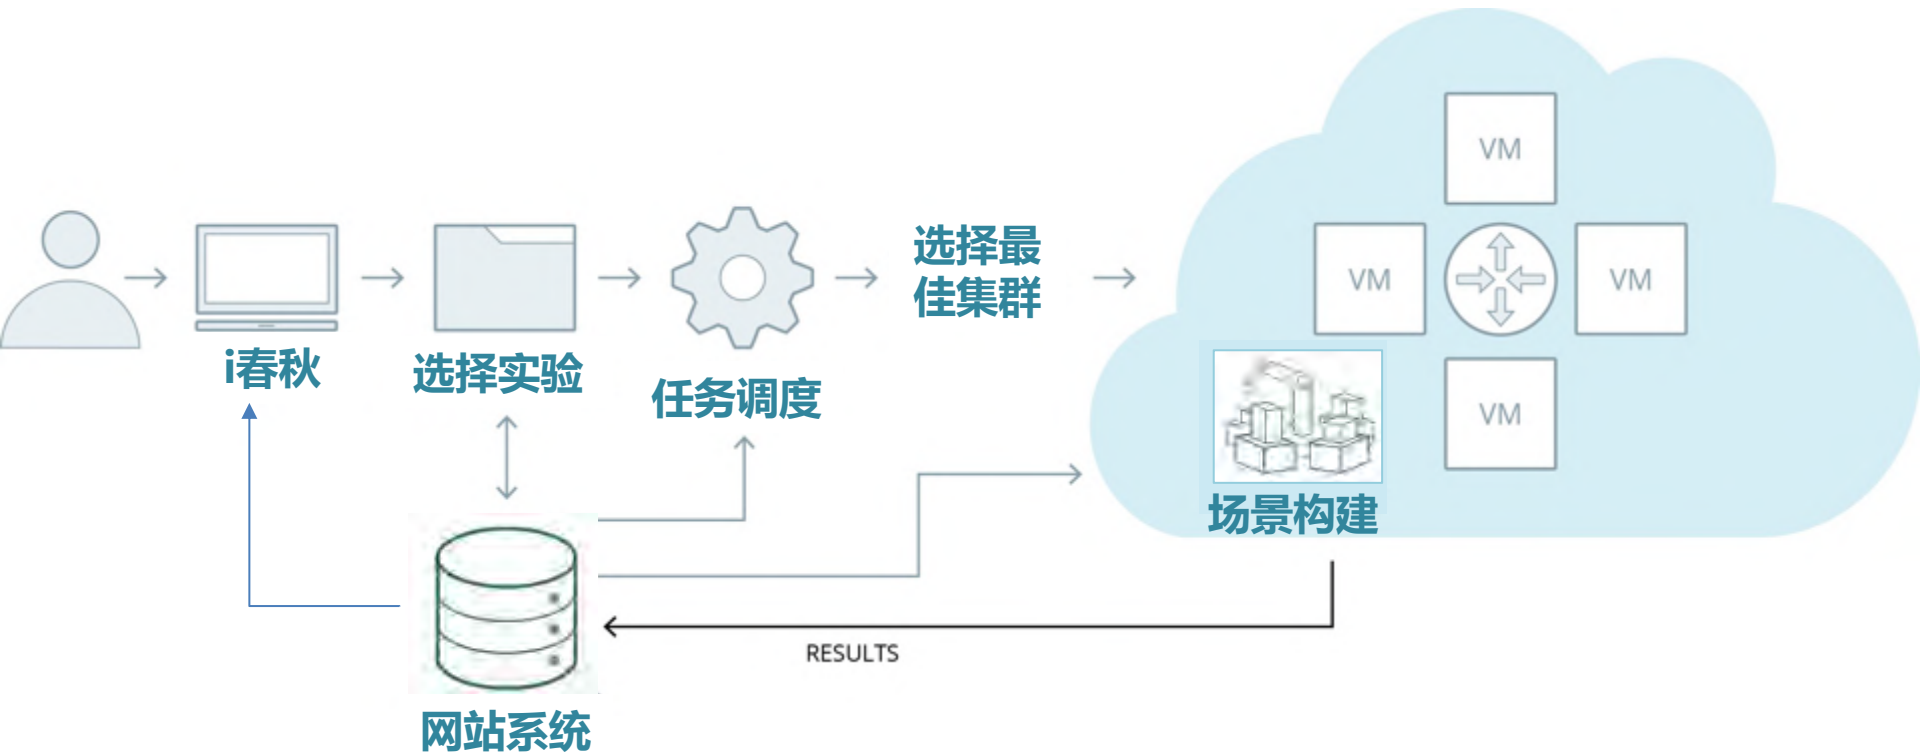 VM
选择最
佳集群
VM
VM
i春秋
选择实验
任务调度
VM
场景构建
RESULTS
网站系统